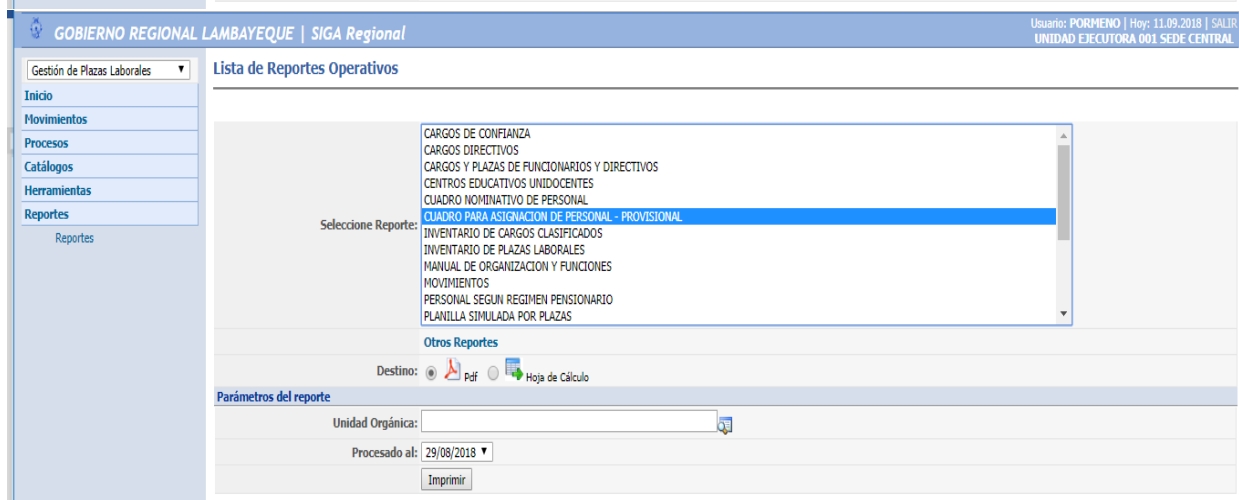 GOBIERNO REGIONAL LAMBAYEQUE | SIGA Regional
Usuario: PORMENO | Hoy: 11.09.2018 | SALIR
UNIDAD EJECUTORA 001 SEDE CENTRAL
Gestión de Plazas Laborales
Inicio
Movimientos
Procesos
Catálogos
Herramientas
Reportes
Reportes
Lista de Reportes Operativos
Seleccione Reporte:
CARGOS DE CONFIANZA
CARGOS DIRECTIVOS
CARGOS Y PLAZAS DE FUNCIONARIOS Y DIRECTIVOS
CENTROS EDUCATIVOS UNIDOCENTES
CUADRO NOMINATIVO DE PERSONAL
CUADRO PARA ASIGNACION DE PERSONAL - PROVISIONAL
INVENTARIO DE CARGOS CLASIFICADOS
INVENTARIO DE PLAZAS LABORALES
MANUAL DE ORGANIZACION Y FUNCIONES
MOVIMIENTOS
PERSONAL SEGUN REGIMEN PENSIONARIO
PLANILLA SIMULADA POR PLAZAS
Otros Reportes
Destino: Pdf Hoja de Cálculo
Parámetros del reporte
Unidad Orgánica:
Procesado al: 29/08/2018
Imprimir